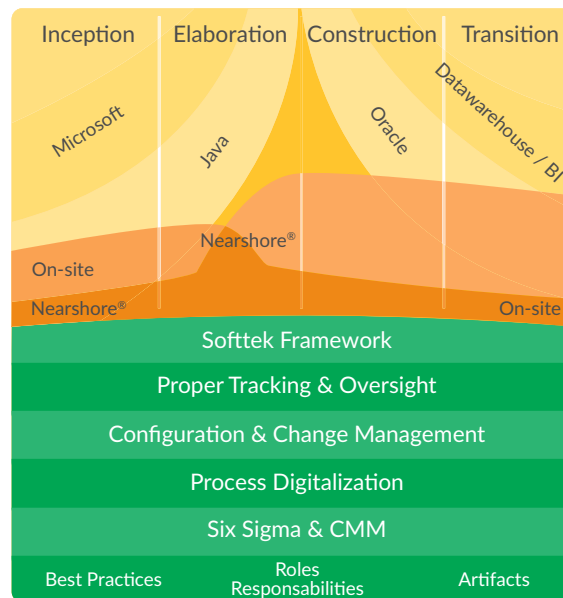 Inception
Elaboration
Construction
Transition
Microsoft
Java
Oracle
Datawarehouse / BI
Nearshore®
On-site
Nearshore®
On-site
Softtek Framework
Proper Tracking & Oversight
Configuration & Change Management
Process Digitalization
Six Sigma & CMM
Best Practices
Roles
Responsabilities
Artifacts